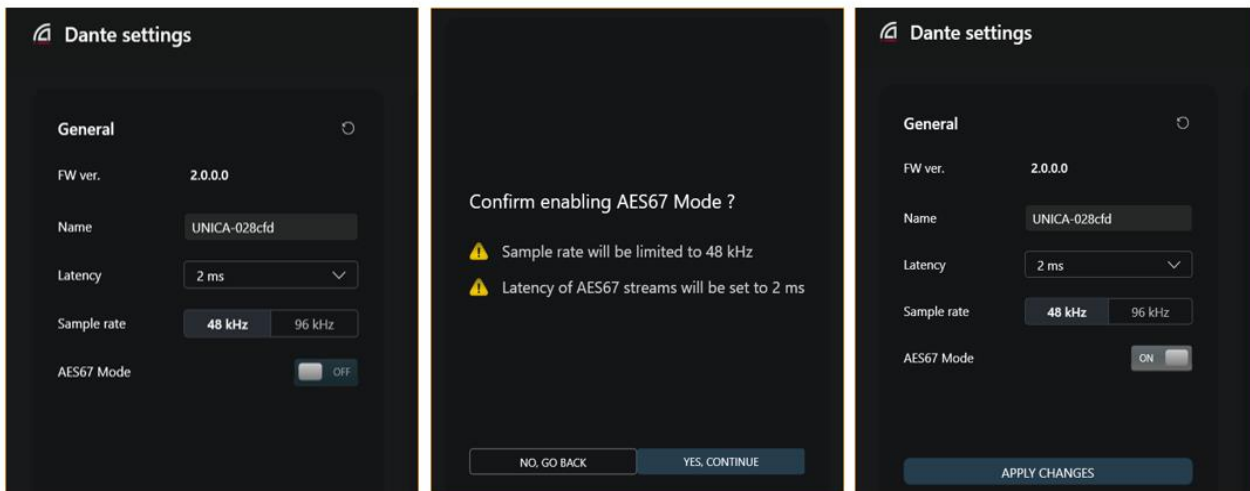 Dante settings
General
FW ver. 2.0.0.0
Name UNICA-028cfd
Latency 2 ms
Sample rate 48 kHz 96 kHz
AES67 Mode OFF
Confirm enabling AES67 Mode ?
Sample rate will be limited to 48 kHz
Latency of AES67 streams will be set to 2 ms
NO, GO BACK YES, CONTINUE
Dante settings
General
FW ver. 2.0.0.0
Name UNICA-028cfd
Latency 2 ms
Sample rate 48 kHz 96 kHz
AES67 Mode ON
APPLY CHANGES